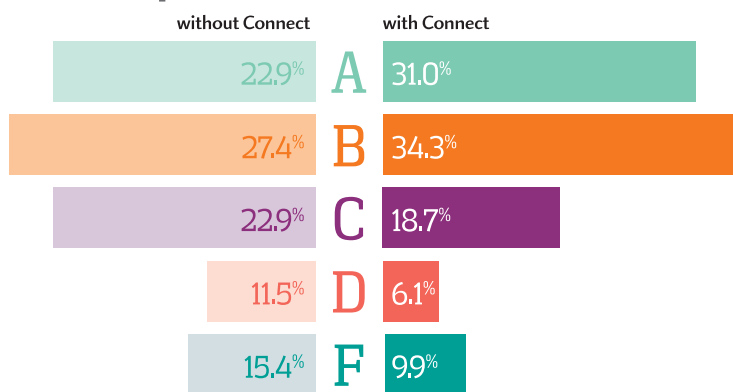 without Connect with Connect
22.9% A 31.0%
27.4% B 34.3%
22.9% C 18.7%
11.5% D 6.1%
15.4% F 9.9%